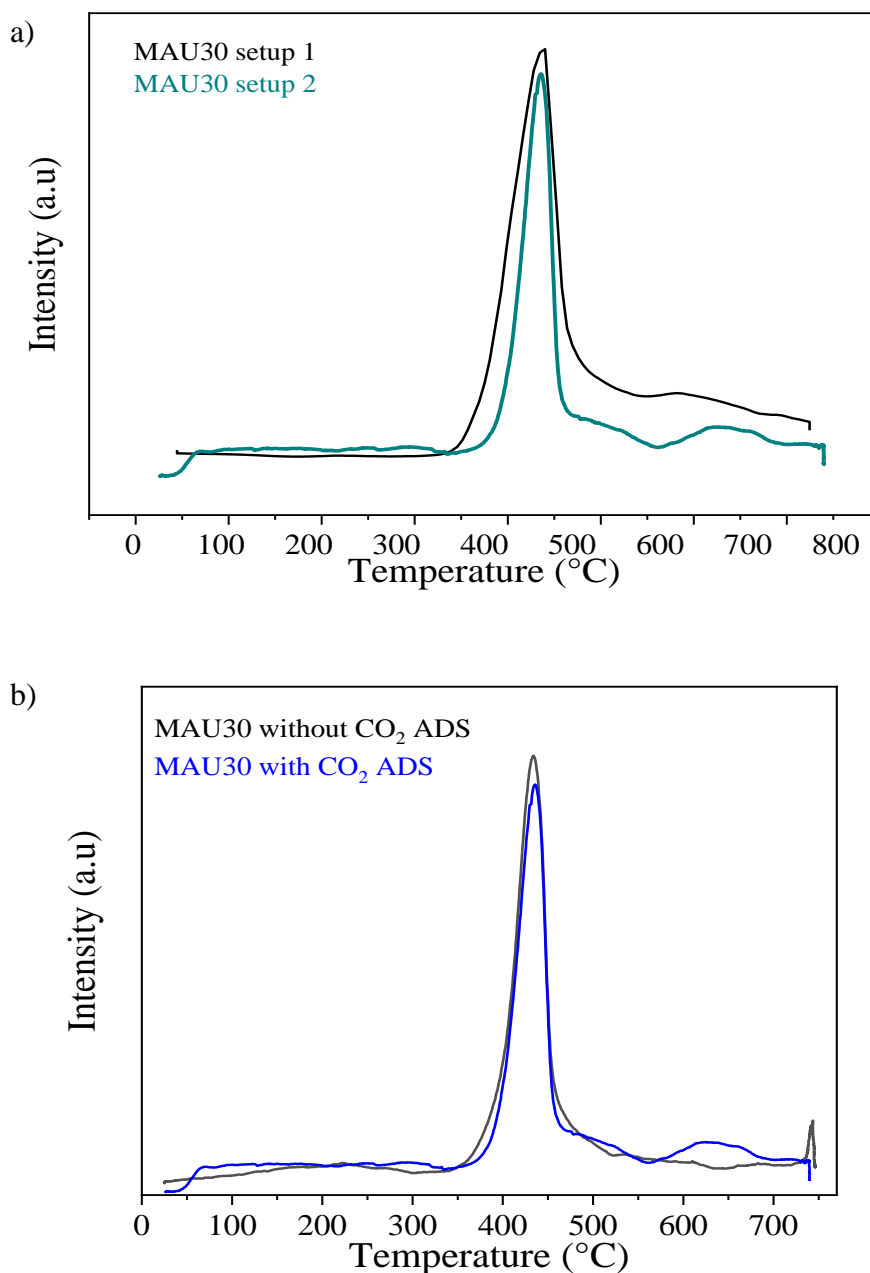 a)
MAU30 setup 1
MAU30 setup 2
Intensity (a.u)
0 100 200 300 400 500 600 700 800
Temperature (°C)
b)
MAU30 without CO₂ ADS
MAU30 with CO₂ ADS
Intensity (a.u)
0 100 200 300 400 500 600 700
Temperature (°C)